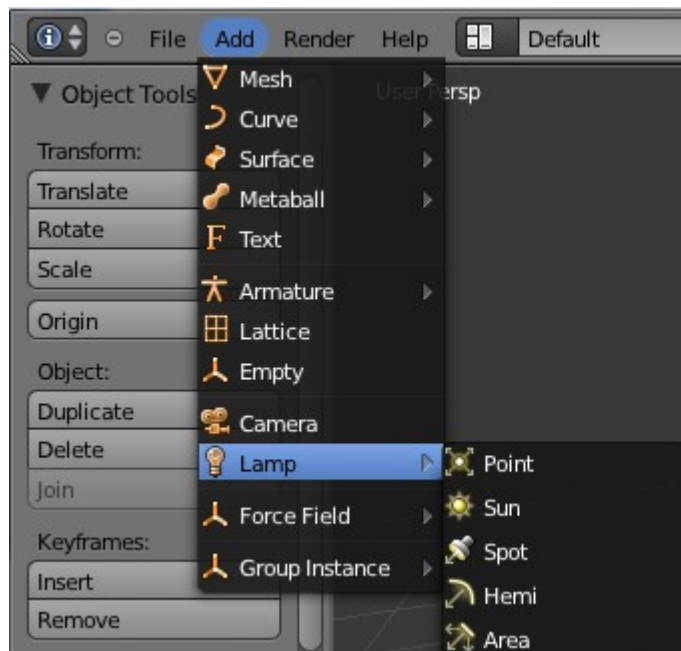 File Add Render Help Default
Object Tools
User Persp
Transform:
Translate
Rotate
Scale
Origin
Object:
Duplicate
Delete
Join
Keyframes:
Insert
Remove
Mesh
Curve
Surface
Metaball
Text
Armature
Lattice
Empty
Camera
Lamp
Force Field
Group Instance
Point
Sun
Spot
Hemi
Area